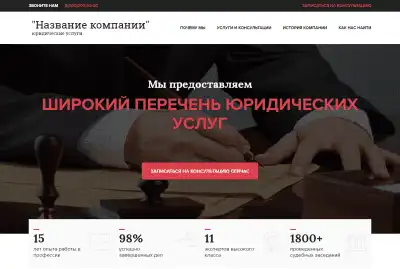 ЗВОНИТЕ НАМ
ЗАПИСАТЬСЯ НА КОНСУЛЬТАЦИЮ
"Название компании"
юридические услуги
ПОЧЕМУ МЫ
УСЛУГИ И КОНСУЛЬТАЦИИ
ИСТОРИЯ КОМПАНИИ
КАК НАС НАЙТИ
Мы предоставляем
ШИРОКИЙ ПЕРЕЧЕНЬ ЮРИДИЧЕСКИХ
УСЛУГ
ЗАПИСАТЬСЯ НА КОНСУЛЬТАЦИЮ СЕЙЧАС
15
лет опыта работы в
профессии
98%
успешно
завершенных дел
11
экспертов высокого
класса
1800+
проведенных
судебных заседаний